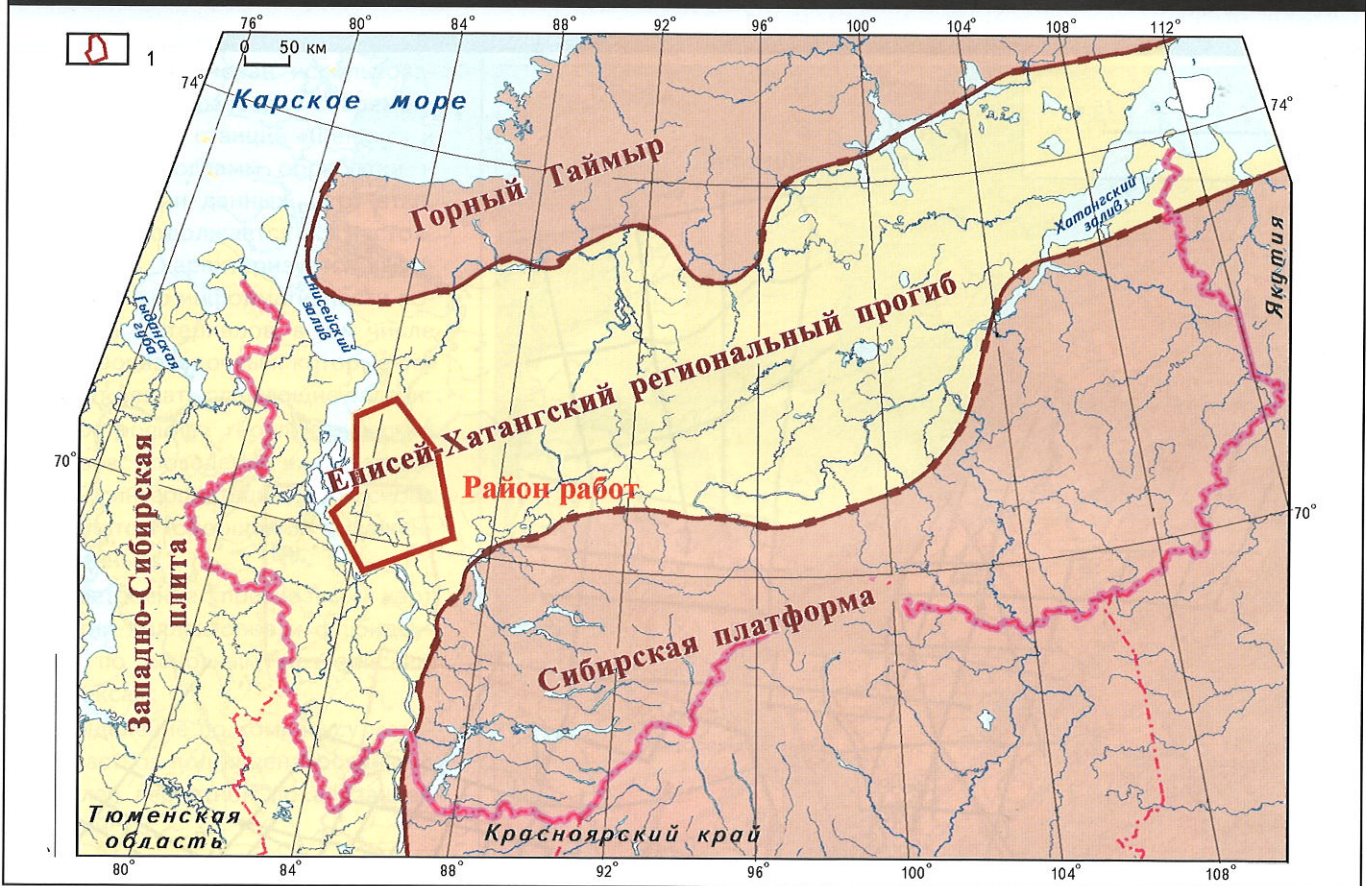 76° 80° 84° 88° 92° 96° 100° 104° 108° 112°
1
0 50 км
74°
Карское море
74°
Горный Таймыр
Хатангский
залив
Якутия
Гыданская
губа
Енисейский
залив
Енисей-Хатангский региональный прогиб
70°
Район работ
70°
Западно-Сибирская
плита
Сибирская платформа
Тюменская
область
Красноярский край
80° 84° 88° 92° 96° 100° 104° 108°